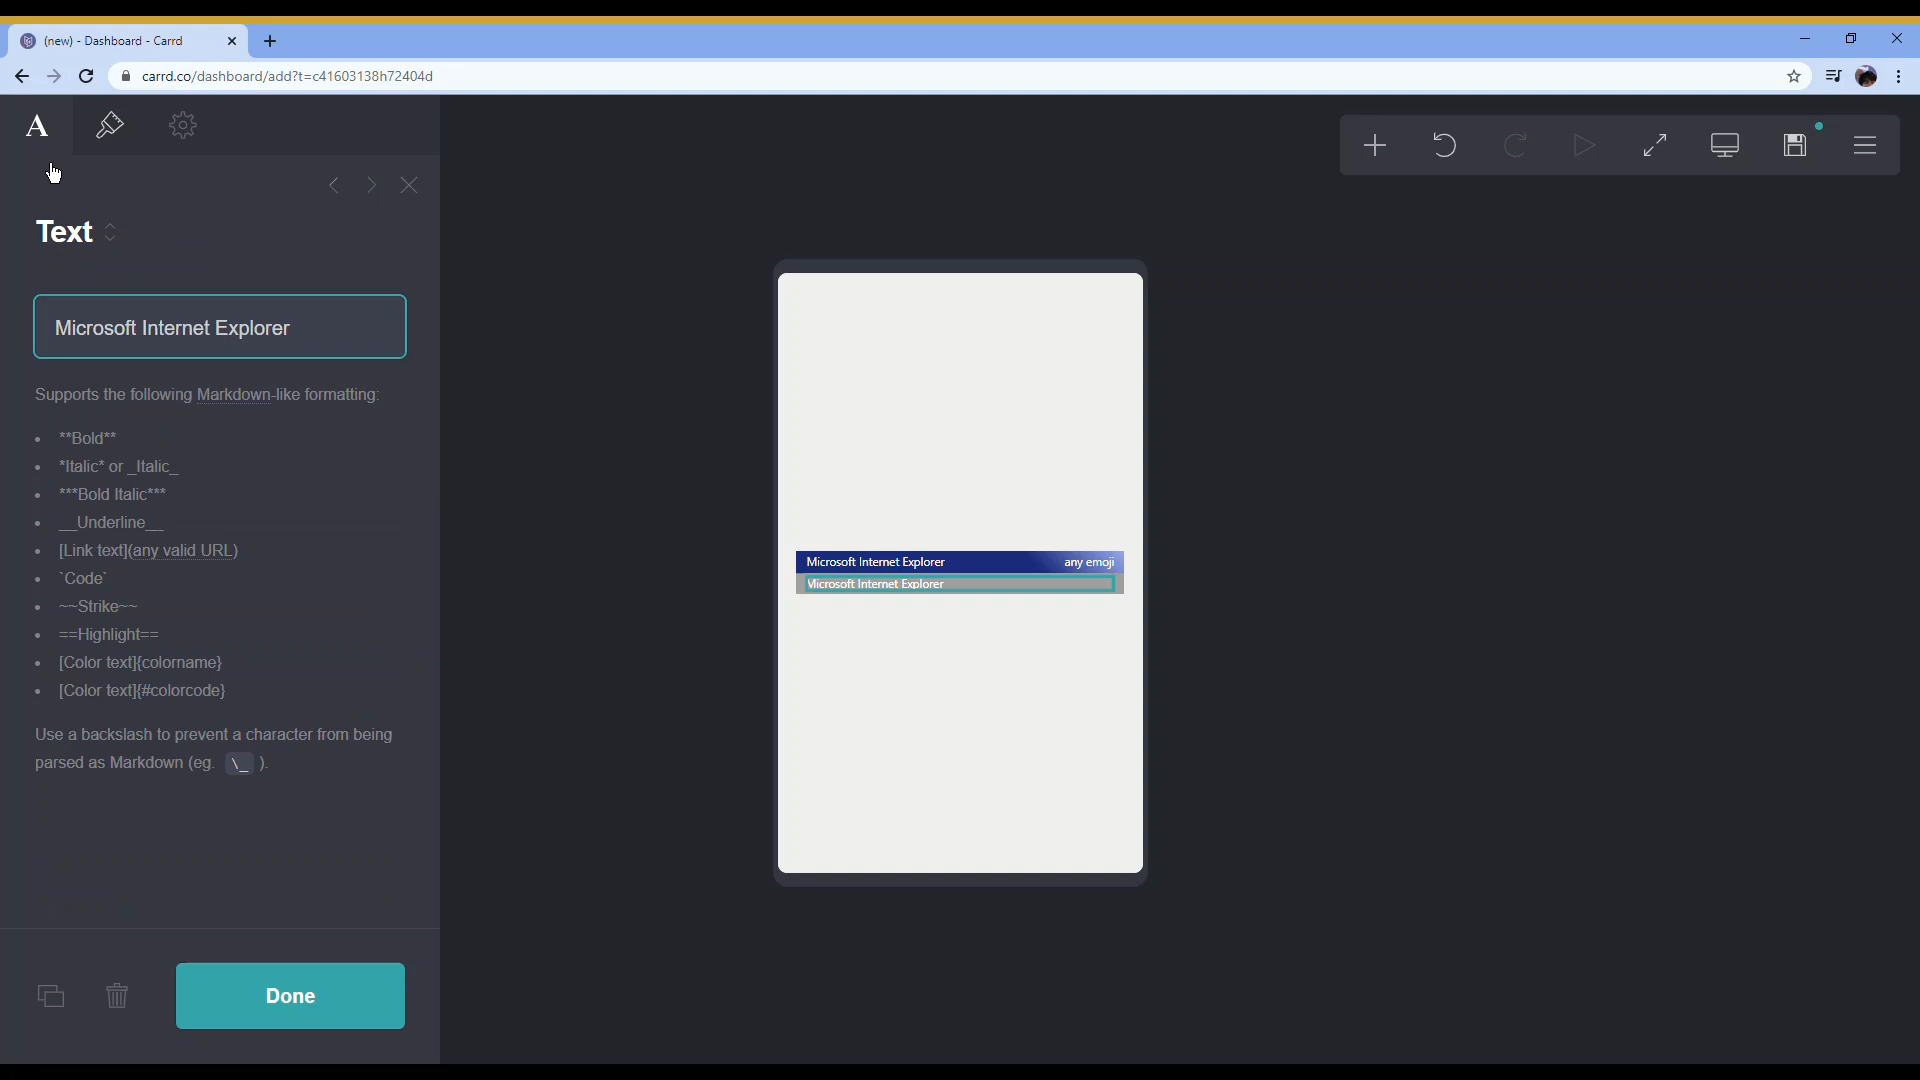 (new) - Dashboard - Carrd
carrd.co/dashboard/add?t=c41603138h72404d
A
Text
Microsoft Internet Explorer
Supports the following Markdown-like formatting:
• **Bold**
• *Italic* or _Italic_
• ***Bold Italic***
• __Underline__
• [Link text](any valid URL)
• `Code`
• ~~Strike~~
• ==Highlight==
• [Color text]{colorname}
• [Color text]{#colorcode}
Use a backslash to prevent a character from being
parsed as Markdown (eg. \_ ).
Done
Microsoft Internet Explorer any emoji
Microsoft Internet Explorer